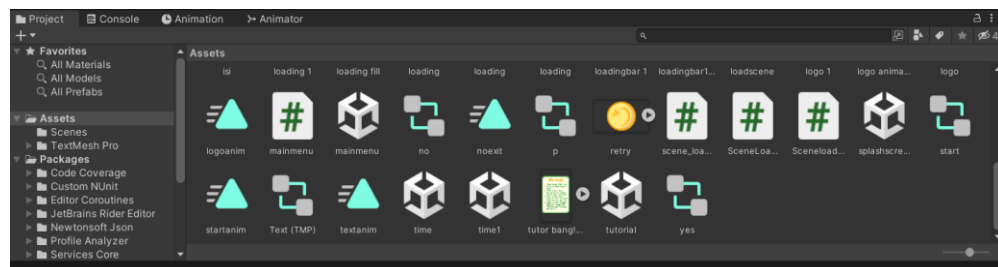 Project Console Animation Animator
4
Favorites
All Materials
All Models
All Prefabs
Assets
Scenes
TextMesh Pro
Packages
Code Coverage
Custom NUnit
Editor Coroutines
JetBrains Rider Editor
Newtonsoft Json
Profile Analyzer
Services Core
Assets
isi loading 1 loading fill loading loading loading loadingbar 1 loadingbar1... loadscene logo 1 logo anima... logo
logoanim mainmenu mainmenu no noexit p retry scene_loa... SceneLoa... Sceneload... splashscre... start
startanim Text (TMP) textanim time time1 tutor bang!... tutorial yes